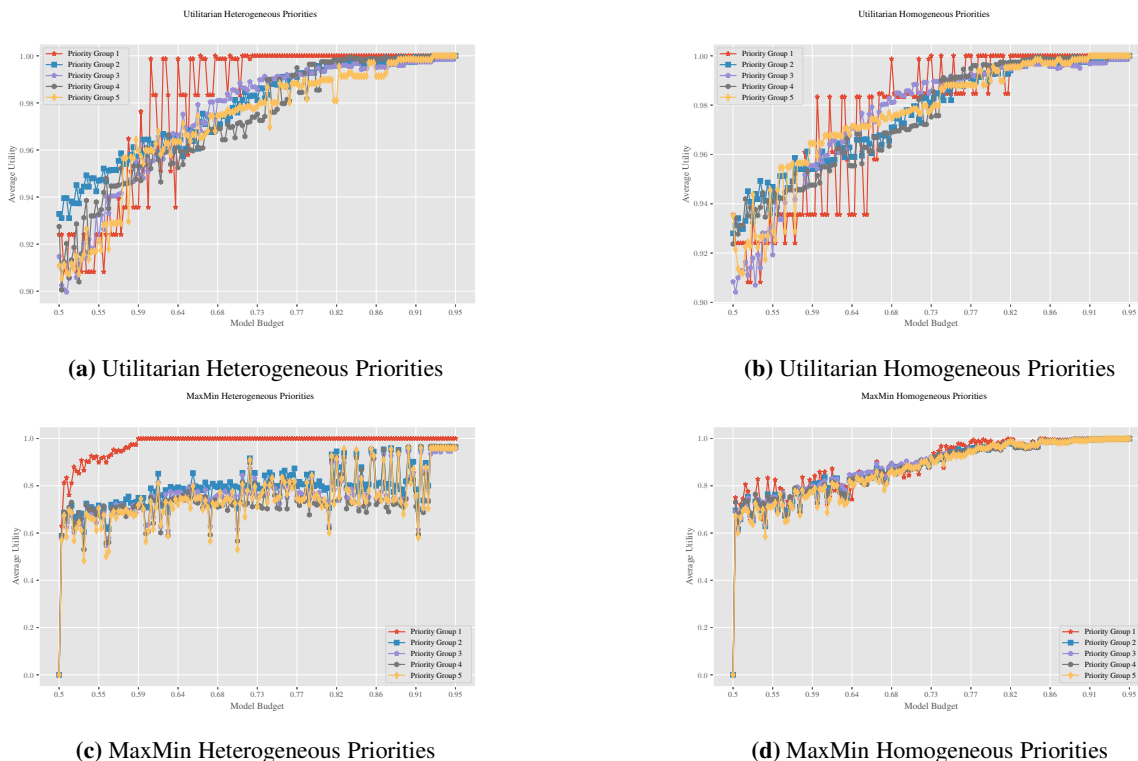 Utilitarian Heterogeneous Priorities
Priority Group 1
Priority Group 2
Priority Group 3
Priority Group 4
Priority Group 5
1.00
0.98
0.96
0.94
0.92
0.90
Average Utility
0.5 0.55 0.59 0.64 0.68 0.73 0.77 0.82 0.86 0.91 0.95
Model Budget
(a) Utilitarian Heterogeneous Priorities
Utilitarian Homogeneous Priorities
Priority Group 1
Priority Group 2
Priority Group 3
Priority Group 4
Priority Group 5
1.00
0.98
0.96
0.94
0.92
0.90
Average Utility
0.5 0.55 0.59 0.64 0.68 0.73 0.77 0.82 0.86 0.91 0.95
Model Budget
(b) Utilitarian Homogeneous Priorities
MaxMin Heterogeneous Priorities
1.0
0.8
0.6
0.4
0.2
0.0
Average Utility
Priority Group 1
Priority Group 2
Priority Group 3
Priority Group 4
Priority Group 5
0.5 0.55 0.59 0.64 0.68 0.73 0.77 0.82 0.86 0.91 0.95
Model Budget
(c) MaxMin Heterogeneous Priorities
MaxMin Homogeneous Priorities
1.0
0.8
0.6
0.4
0.2
0.0
Average Utility
Priority Group 1
Priority Group 2
Priority Group 3
Priority Group 4
Priority Group 5
0.5 0.55 0.59 0.64 0.68 0.73 0.77 0.82 0.86 0.91 0.95
Model Budget
(d) MaxMin Homogeneous Priorities